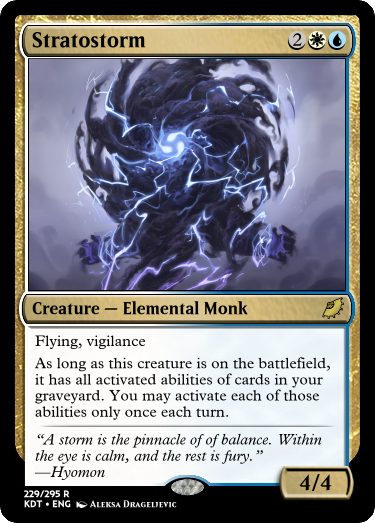 Stratostorm 2
Creature — Elemental Monk
Flying, vigilance
As long as this creature is on the battlefield,
it has all activated abilities of cards in your
graveyard. You may activate each of those
abilities only once each turn.
“A storm is the pinnacle of of balance. Within
the eye is calm, and the rest is fury.”
—Hyomon
4/4
229/295 R
KDT • ENG Aleksa Drageljevic